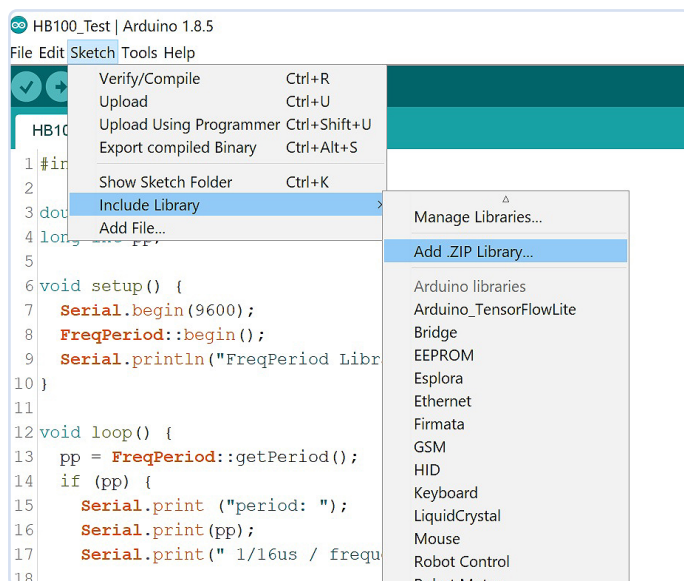 HB100_Test | Arduino 1.8.5
File Edit Sketch Tools Help
Verify/Compile Ctrl+R
Upload Ctrl+U
Upload Using Programmer Ctrl+Shift+U
Export compiled Binary Ctrl+Alt+S
Show Sketch Folder Ctrl+K
Include Library
Add File...
Manage Libraries...
Add .ZIP Library...
Arduino libraries
Arduino_TensorFlowLite
Bridge
EEPROM
Esplora
Ethernet
Firmata
GSM
HID
Keyboard
LiquidCrystal
Mouse
Robot Control
HB10
1 #in
2
3 dou
4 long int pp;
5
6 void setup() {
7 Serial.begin(9600);
8 FreqPeriod::begin();
9 Serial.println("FreqPeriod Libr
10 }
11
12 void loop() {
13 pp = FreqPeriod::getPeriod();
14 if (pp) {
15 Serial.print ("period: ");
16 Serial.print(pp);
17 Serial.print(" 1/16us / frequ
18